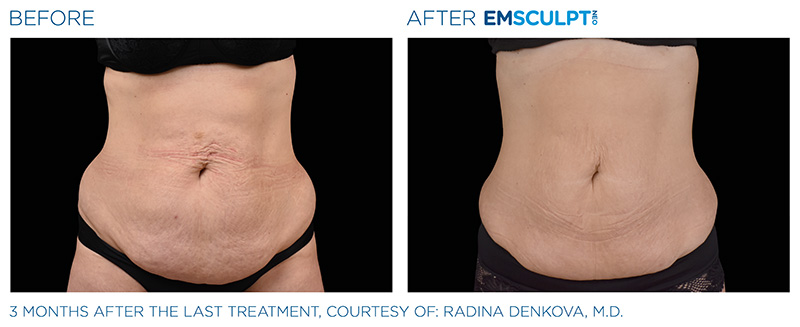 BEFORE
AFTER EMSCULPT NEO
3 MONTHS AFTER THE LAST TREATMENT, COURTESY OF: RADINA DENKOVA, M.D.